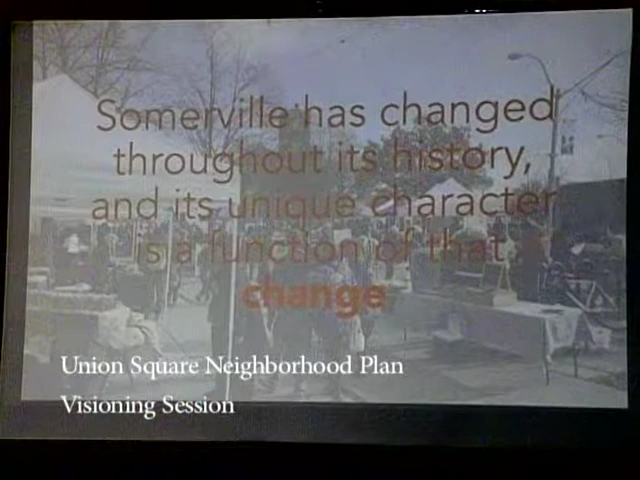 Somerville has changed
throughout its history,
and its unique character
is a function of that
change
Union Square Neighborhood Plan
Visioning Session